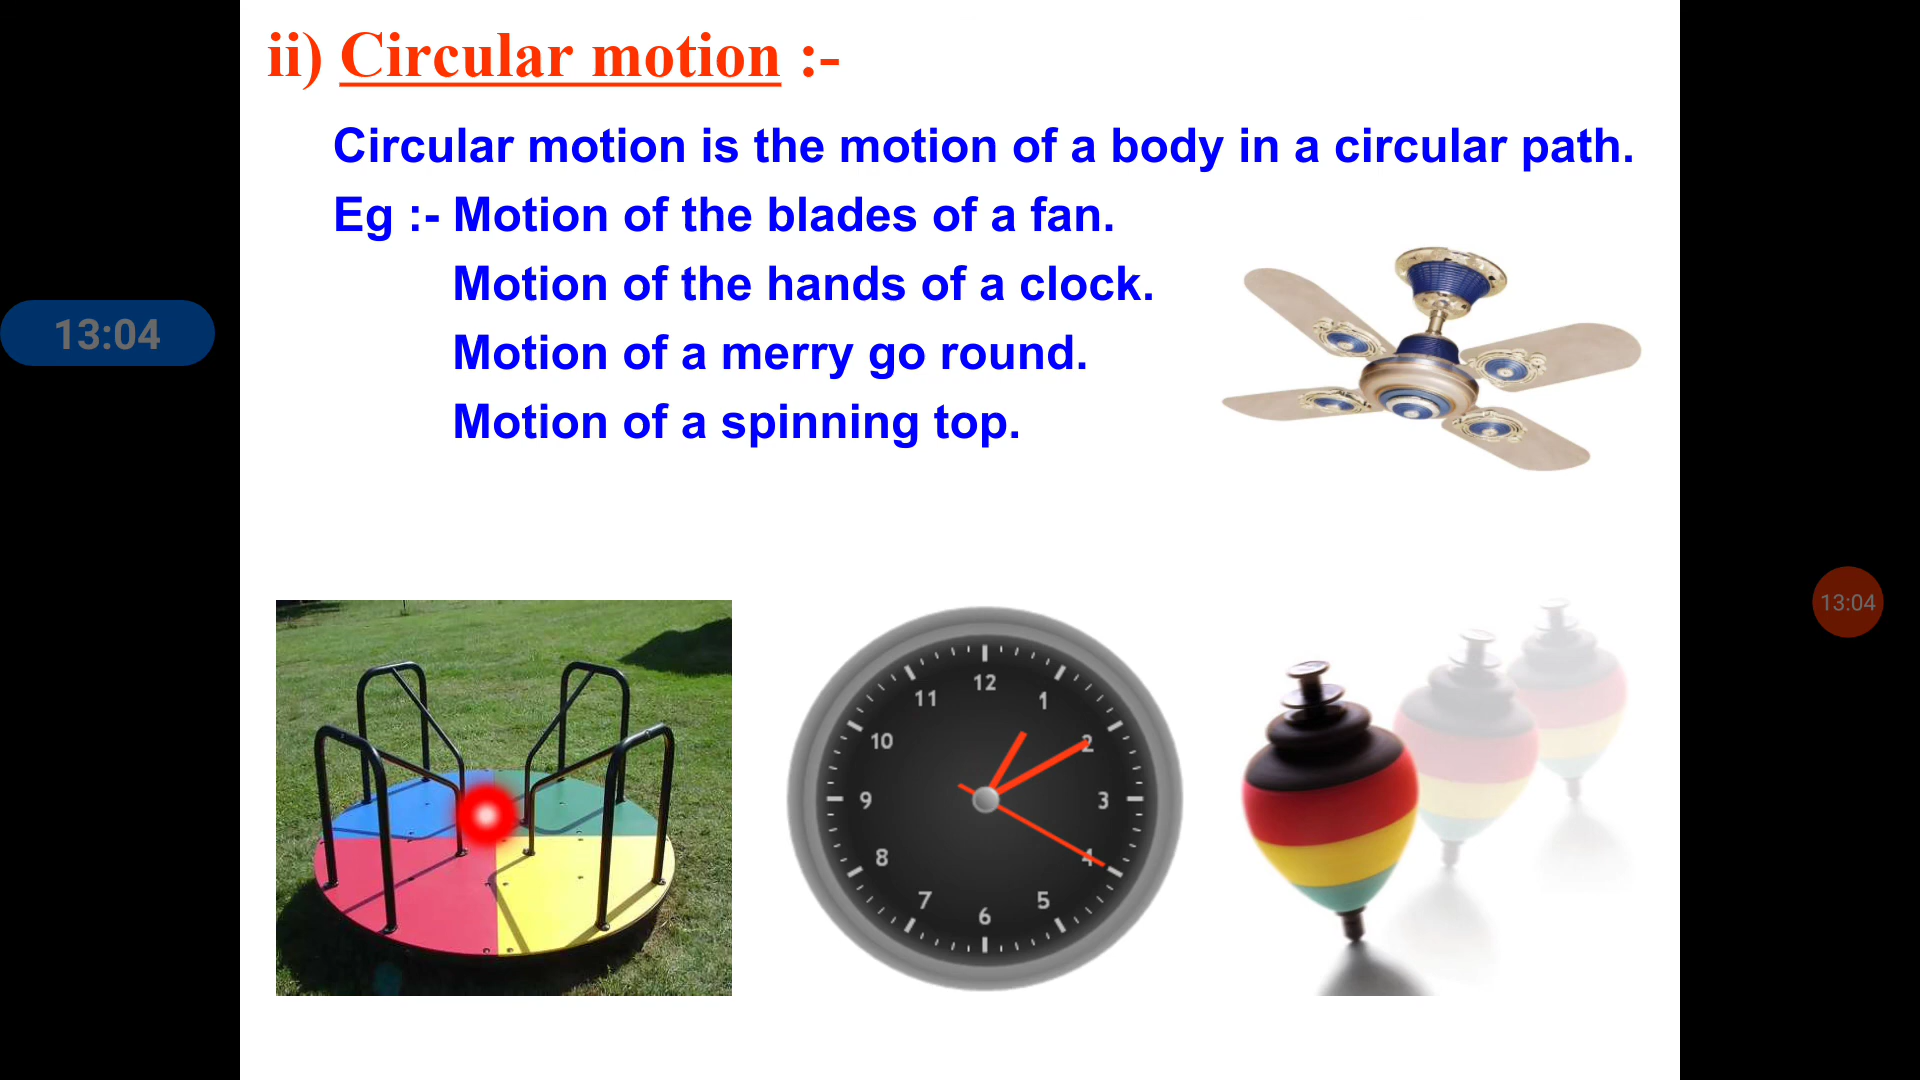 ii) Circular motion :-
Circular motion is the motion of a body in a circular path.
Eg :- Motion of the blades of a fan.
Motion of the hands of a clock.
Motion of a merry go round.
Motion of a spinning top.
13:04
13:04
12
11
1
10
2
9
3
8
4
7
5
6